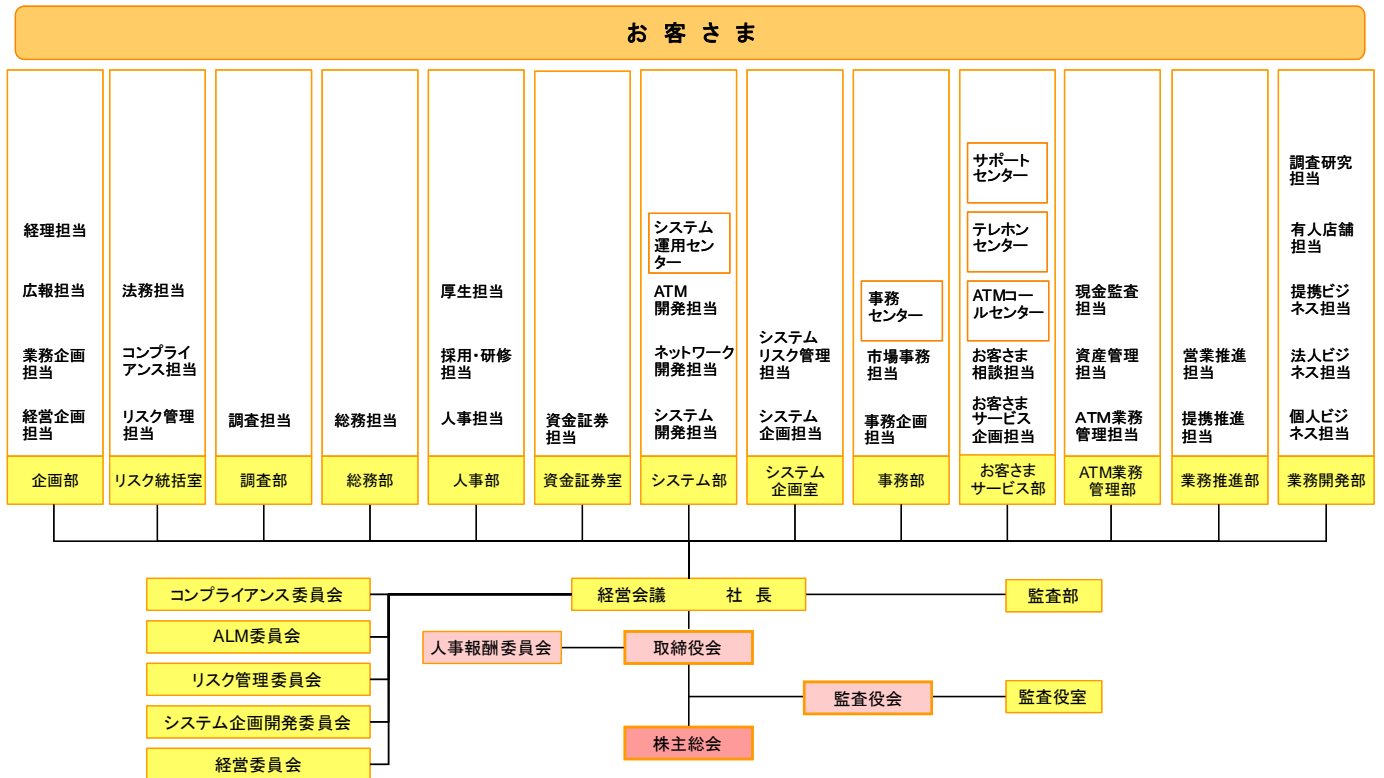 お 客 さ ま
経理担当
広報担当
業務企画
担当
経営企画
担当
企画部
法務担当
コンプライ
アンス担当
リスク管理
担当
リスク統括室
調査担当
調査部
総務担当
総務部
厚生担当
採用・研修
担当
人事担当
人事部
資金証券
担当
資金証券室
システム
運用セン
ター
ATM
開発担当
ネットワーク
開発担当
システム
開発担当
システム部
システム
リスク管理
担当
システム
企画担当
システム
企画室
事務
センター
市場事務
担当
事務企画
担当
事務部
サポート
センター
テレホン
センター
ATMコー
ルセンター
お客さま
相談担当
お客さま
サービス
企画担当
お客さま
サービス部
現金監査
担当
資産管理
担当
ATM業務
管理担当
ATM業務
管理部
営業推進
担当
提携推進
担当
業務推進部
調査研究
担当
有人店舗
担当
提携ビジ
ネス担当
法人ビジ
ネス担当
個人ビジ
ネス担当
業務開発部
コンプライアンス委員会
経営会議 社 長
監査部
ALM委員会
人事報酬委員会
取締役会
リスク管理委員会
監査役会
監査役室
システム企画開発委員会
株主総会
経営委員会